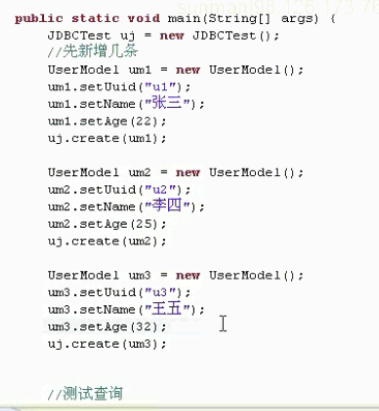 public static void main(String[] args) {
JDBCTest uj = new JDBCTest();
//先新增几条
UserModel um1 = new UserModel();
um1.setUuid("u1");
um1.setName("张三");
um1.setAge(22);
uj.create(um1);
UserModel um2 = new UserModel();
um2.setUuid("u2");
um2.setName("李四");
um2.setAge(25);
uj.create(um2);
UserModel um3 = new UserModel();
um3.setUuid("u3");
um3.setName("王五");
um3.setAge(32);
uj.create(um3);
//测试查询